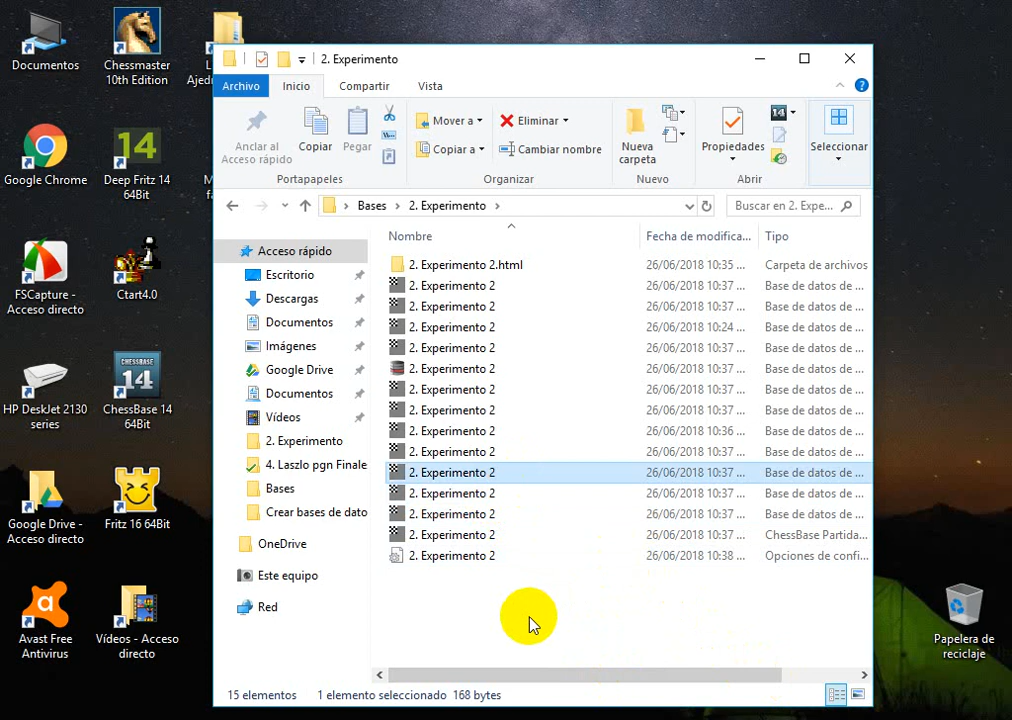 Documentos
Chessmaster
10th Edition
L
Ajed
Google Chrome
14
Deep Fritz 14
64Bit
M
fa
FSCapture -
Acceso directo
Ctart4.0
HP DeskJet 2130
series
CHESSBASE
14
ChessBase 14
64Bit
Google Drive -
Acceso directo
Fritz 16 64Bit
Avast Free
Antivirus
Vídeos - Acceso
directo
Papelera de
reciclaje
2. Experimento
Archivo
Inicio
Compartir
Vista
Anclar al
Acceso rápido
Copiar
Pegar
Portapapeles
Mover a
Copiar a
Eliminar
Cambiar nombre
Organizar
Nueva
carpeta
Nuevo
Propiedades
14
Abrir
Seleccionar
Bases
2. Experimento
Buscar en 2. Expe...
Acceso rápido
Escritorio
Descargas
Documentos
Imágenes
Google Drive
Documentos
Vídeos
2. Experimento
4. Laszlo pgn Finale
Bases
Crear bases de dato
OneDrive
Este equipo
Red
Nombre Fecha de modifica... Tipo
2. Experimento 2.html 26/06/2018 10:35 ... Carpeta de archivos
2. Experimento 2 26/06/2018 10:37 ... Base de datos de ...
2. Experimento 2 26/06/2018 10:37 ... Base de datos de ...
2. Experimento 2 26/06/2018 10:24 ... Base de datos de ...
2. Experimento 2 26/06/2018 10:37 ... Base de datos de ...
2. Experimento 2 26/06/2018 10:37 ... Base de datos de ...
2. Experimento 2 26/06/2018 10:37 ... Base de datos de ...
2. Experimento 2 26/06/2018 10:37 ... Base de datos de ...
2. Experimento 2 26/06/2018 10:36 ... Base de datos de ...
2. Experimento 2 26/06/2018 10:37 ... Base de datos de ...
2. Experimento 2 26/06/2018 10:37 ... Base de datos de ...
2. Experimento 2 26/06/2018 10:37 ... Base de datos de ...
2. Experimento 2 26/06/2018 10:37 ... Base de datos de ...
2. Experimento 2 26/06/2018 10:37 ... ChessBase Partida...
2. Experimento 2 26/06/2018 10:38 ... Opciones de confi...
15 elementos 1 elemento seleccionado 168 bytes